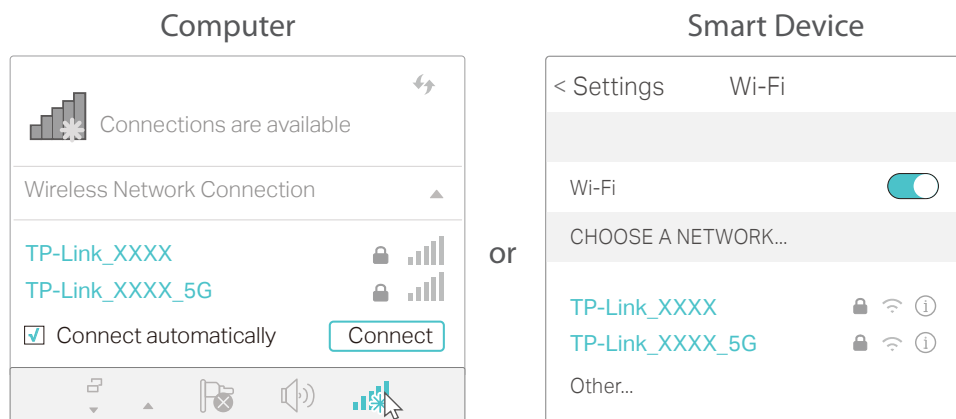 Computer
Connections are available
Wireless Network Connection
TP-Link_XXXX
TP-Link_XXXX_5G
Connect automatically
Connect
or
Smart Device
< Settings Wi-Fi
Wi-Fi
CHOOSE A NETWORK...
TP-Link_XXXX
TP-Link_XXXX_5G
Other...